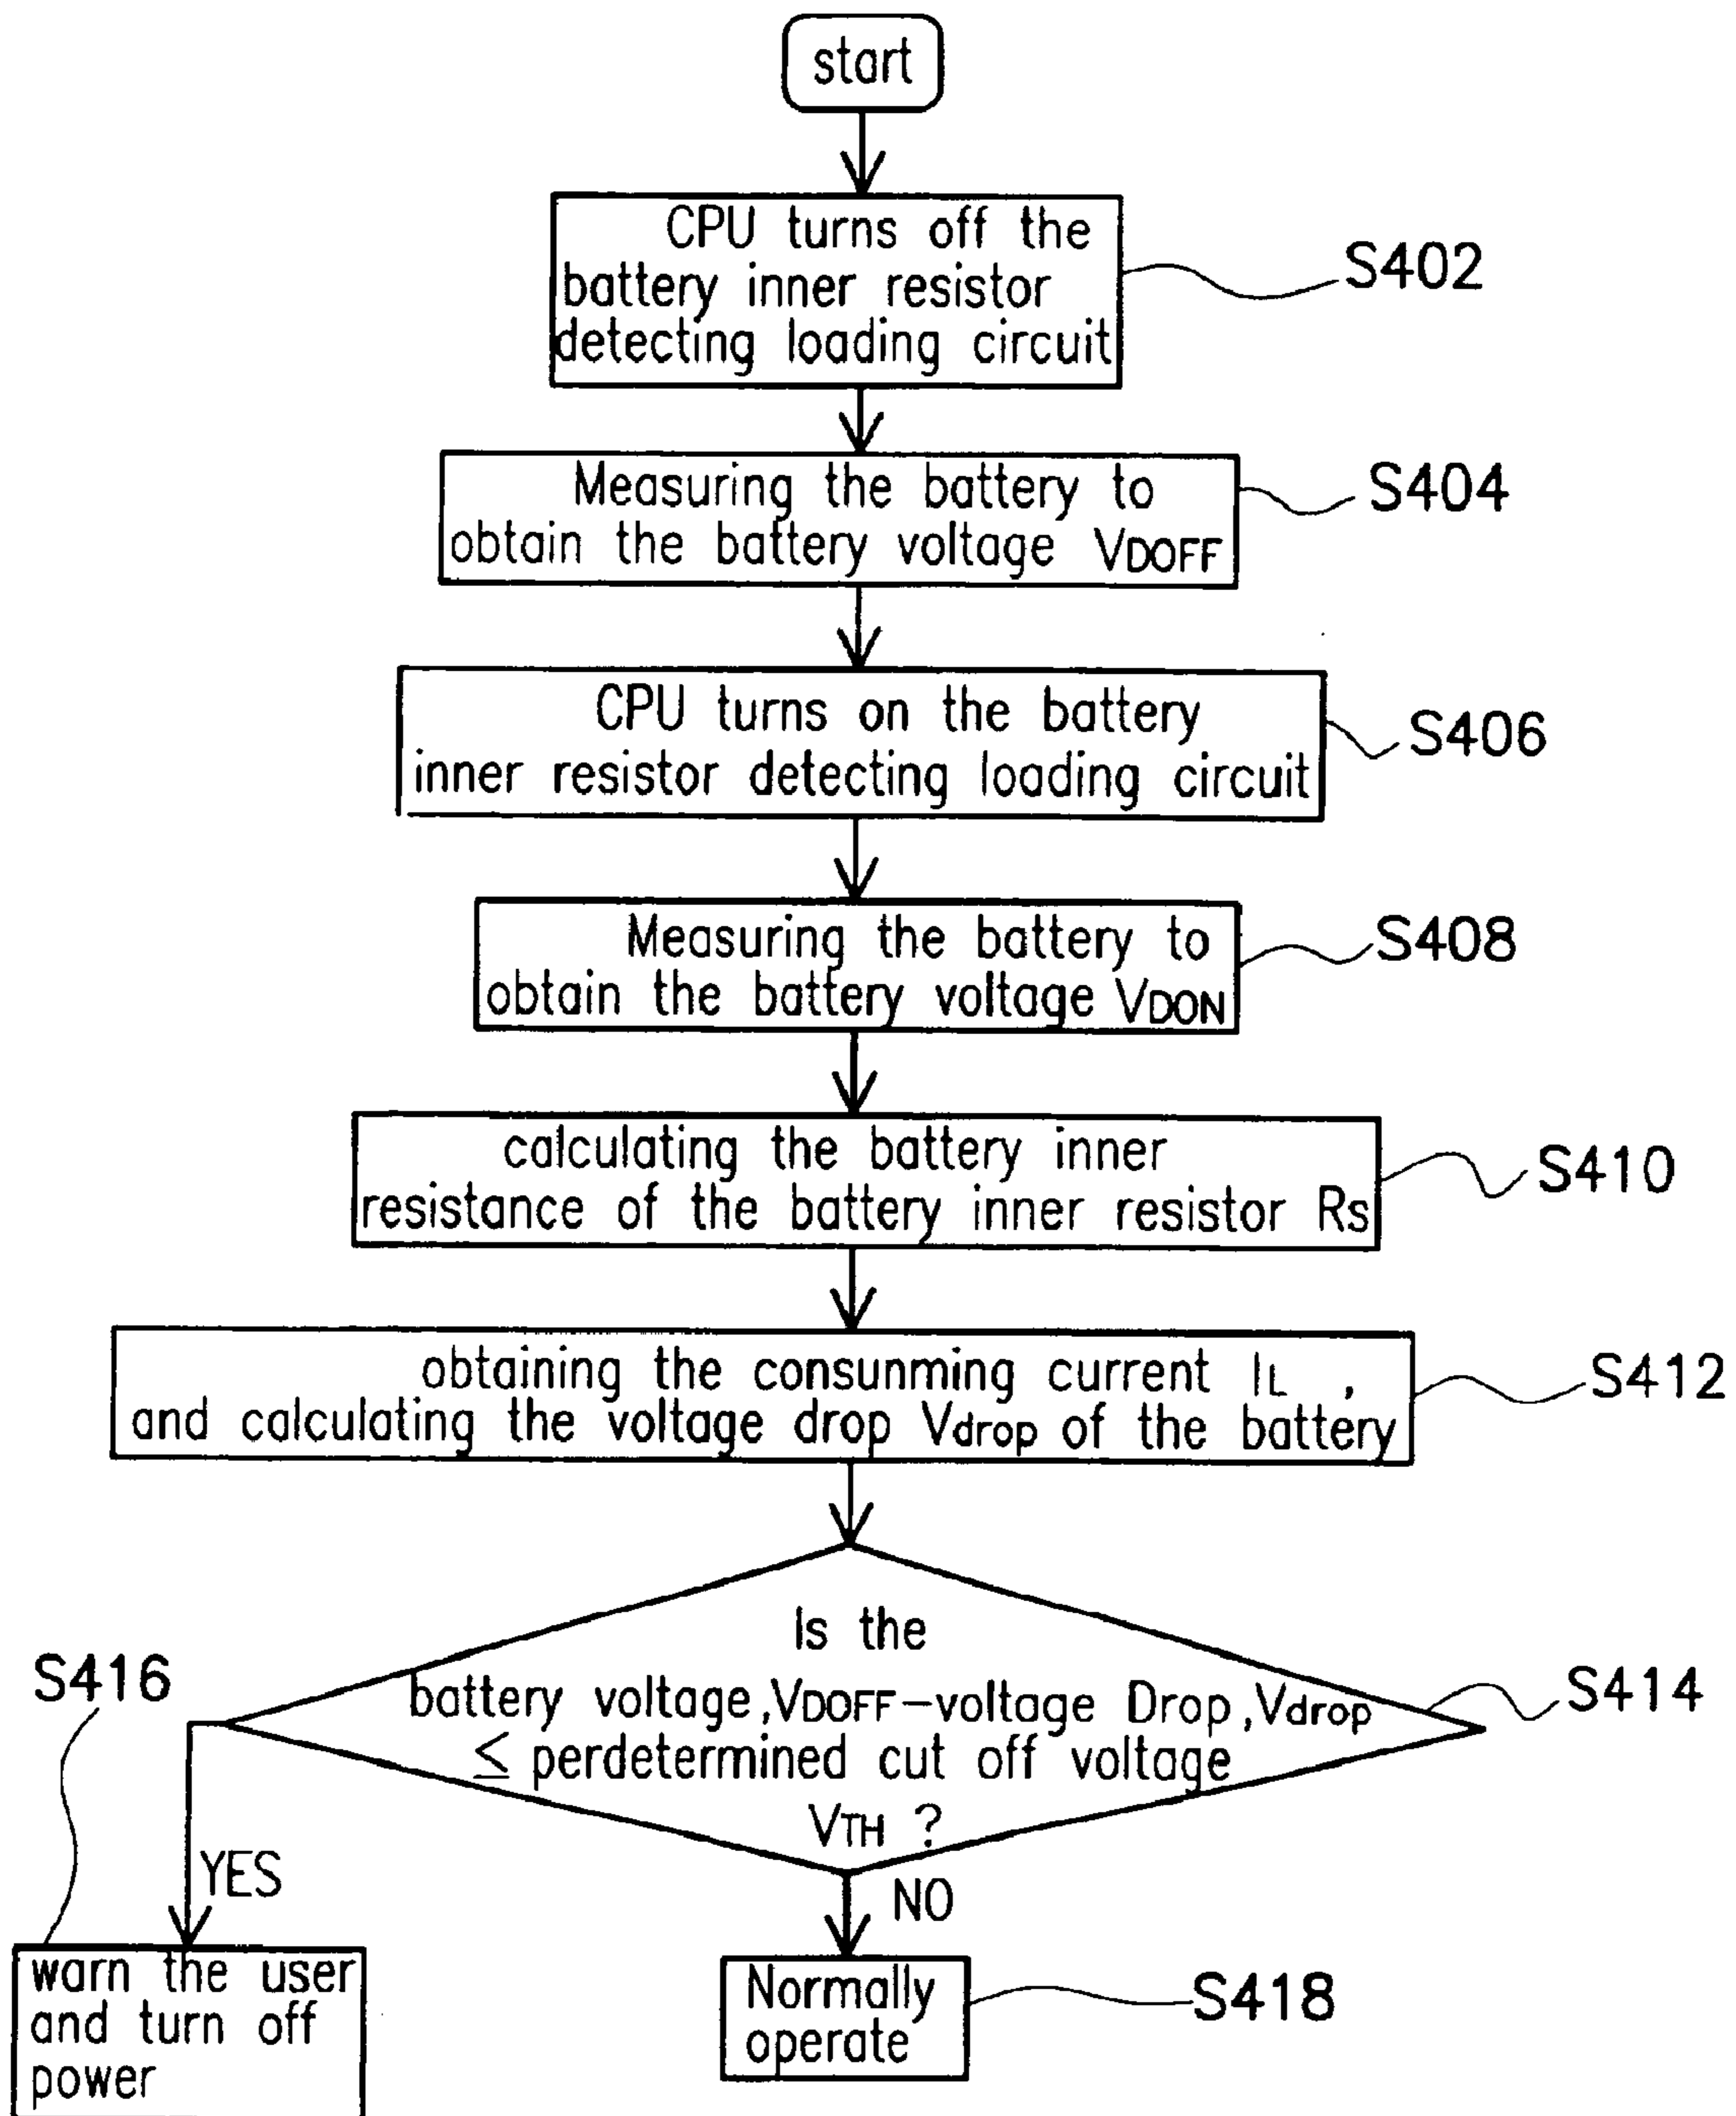 start
CPU turns off the
battery inner resistor
detecting loading circuit
S402
Measuring the battery to
obtain the battery voltage VDOFF
S404
CPU turns on the battery
inner resistor detecting loading circuit
S406
Measuring the battery to
obtain the battery voltage VDON
S408
calculating the battery inner
resistance of the battery inner resistor Rs
S410
obtaining the consunming current IL ,
and calculating the voltage drop Vdrop of the battery
S412
Is the
battery voltage,VDOFF-voltage Drop,Vdrop
≤ perdetermined cut off voltage
VTH ?
S414
S416
YES
NO
warn the user
and turn off
power
Normally
operate
S418